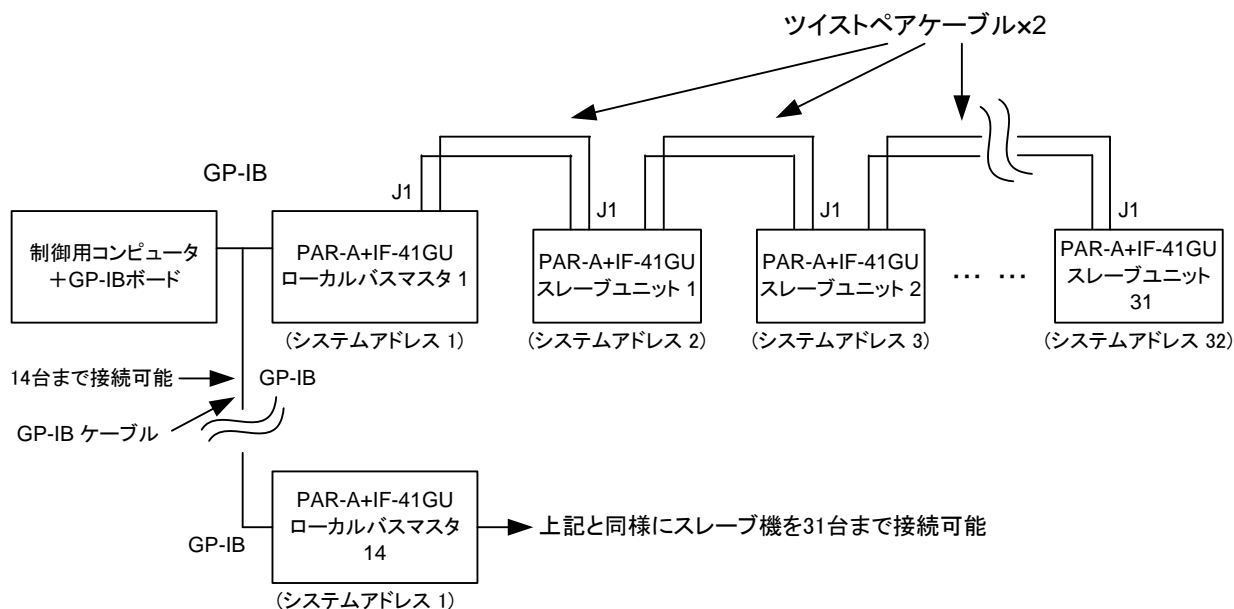 ツイストペアケーブル×2
GP-IB
J1
J1
J1
J1
制御用コンピュータ
＋GP-IBボード
PAR-A+IF-41GU
ローカルバスマスタ 1
(システムアドレス 1)
PAR-A+IF-41GU
スレーブユニット 1
(システムアドレス 2)
PAR-A+IF-41GU
スレーブユニット 2
(システムアドレス 3)
… …
PAR-A+IF-41GU
スレーブユニット
31
(システムアドレス 32)
14台まで接続可能
GP-IB
GP-IB ケーブル
PAR-A+IF-41GU
ローカルバスマスタ
14
GP-IB
(システムアドレス 1)
上記と同様にスレーブ機を31台まで接続可能